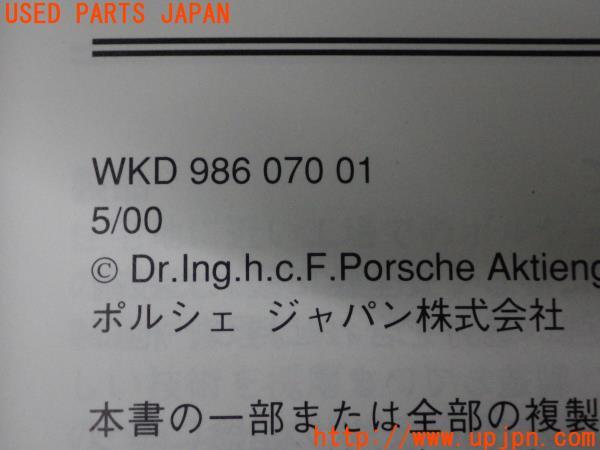 USED PARTS JAPAN
WKD 986 070 01
5/00
© Dr.Ing.h.c.F.Porsche Aktieng
ポルシェ ジャパン株式会社
本書の一部または全部の複製
http://www.upjpn.com/